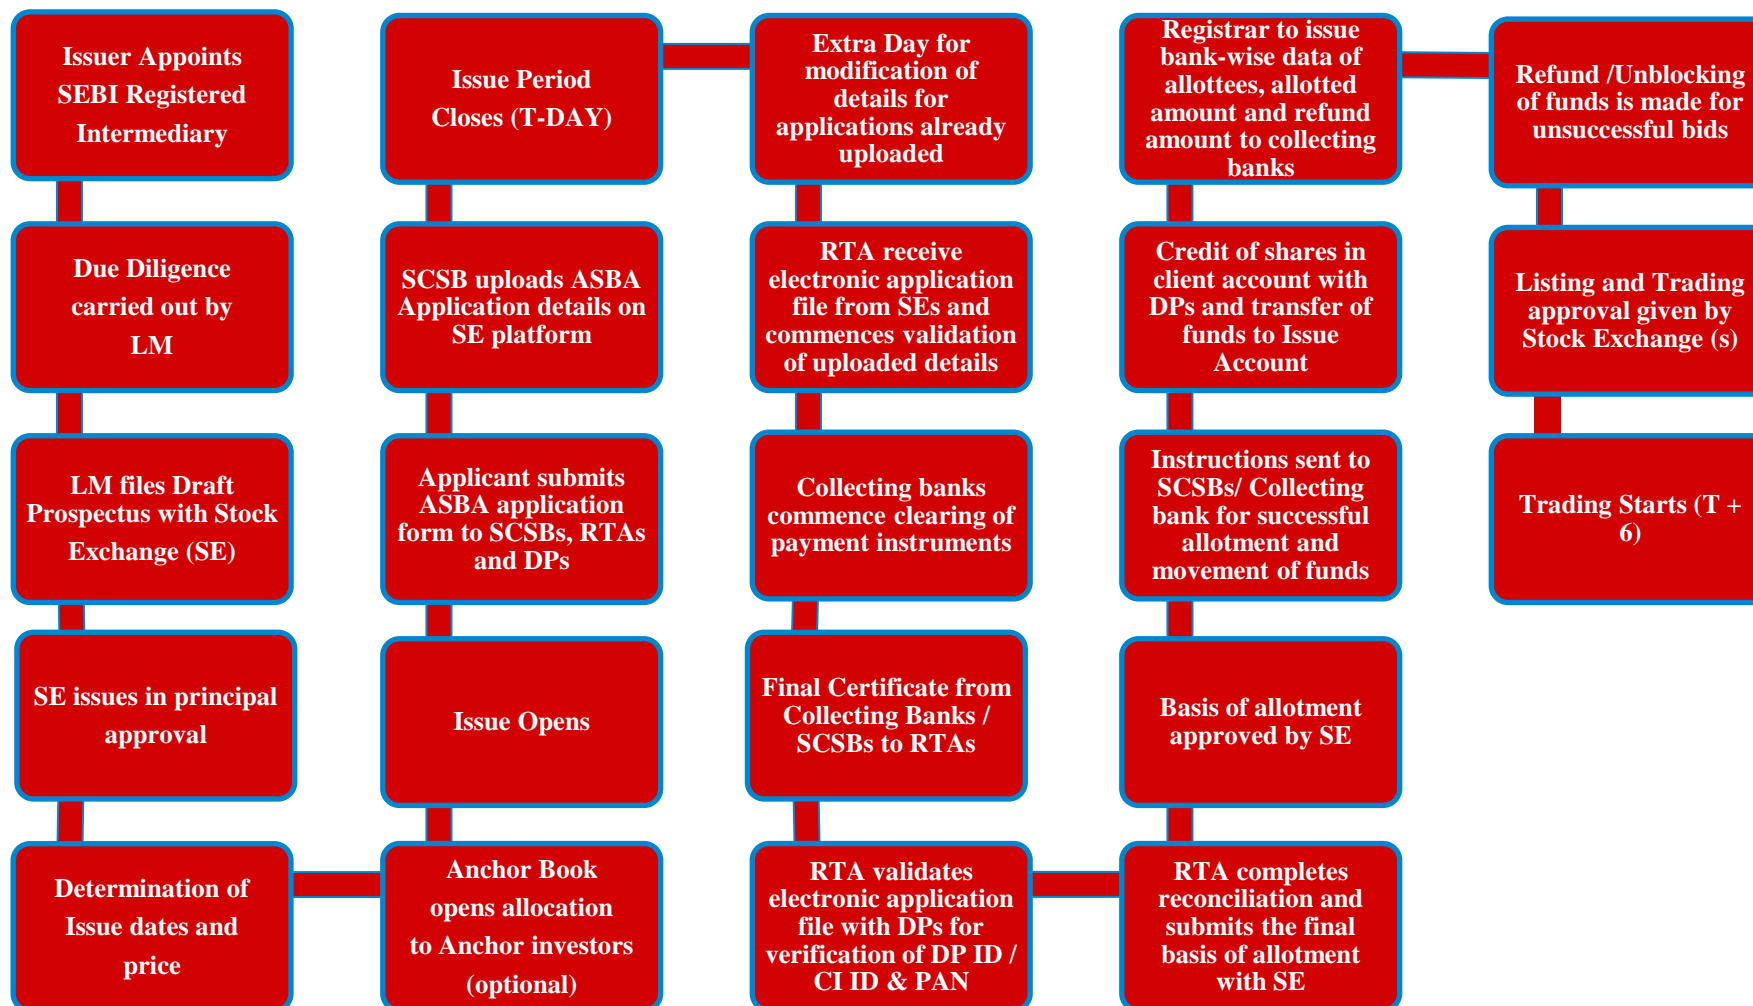 Issuer Appoints
SEBI Registered
Intermediary
Due Diligence
carried out by
LM
LM files Draft
Prospectus with Stock
Exchange (SE)
SE issues in principal
approval
Determination of
Issue dates and
price
Anchor Book
opens allocation
to Anchor investors
(optional)
Issue Opens
Applicant submits
ASBA application
form to SCSBs, RTAs
and DPs
SCSB uploads ASBA
Application details on
SE platform
Issue Period
Closes (T-DAY)
Extra Day for
modification of
details for
applications already
uploaded
RTA receive
electronic application
file from SEs and
commences validation
of uploaded details
Collecting banks
commence clearing of
payment instruments
Final Certificate from
Collecting Banks /
SCSBs to RTAs
RTA validates
electronic application
file with DPs for
verification of DP ID /
CI ID & PAN
RTA completes
reconciliation and
submits the final
basis of allotment
with SE
Basis of allotment
approved by SE
Instructions sent to
SCSBs/ Collecting
bank for successful
allotment and
movement of funds
Credit of shares in
client account with
DPs and transfer of
funds to Issue
Account
Registrar to issue
bank-wise data of
allottees, allotted
amount and refund
amount to collecting
banks
Refund /Unblocking
of funds is made for
unsuccessful bids
Listing and Trading
approval given by
Stock Exchange (s)
Trading Starts (T +
6)